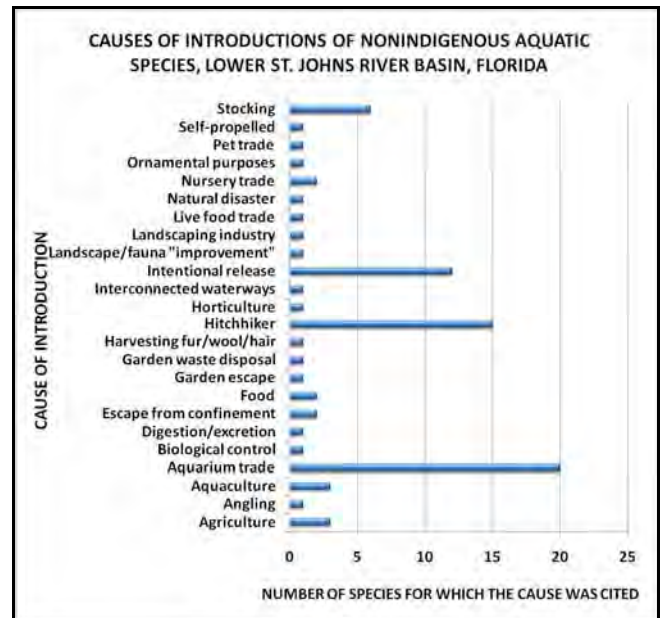 CAUSES OF INTRODUCTIONS OF NONINDIGENOUS AQUATIC
SPECIES, LOWER ST. JOHNS RIVER BASIN, FLORIDA
CAUSE OF INTRODUCTION
Stocking
Self-propelled
Pet trade
Ornamental purposes
Nursery trade
Natural disaster
Live food trade
Landscaping industry
Landscape/fauna "improvement"
Intentional release
Interconnected waterways
Horticulture
Hitchhiker
Harvesting fur/wool/hair
Garden waste disposal
Garden escape
Food
Escape from confinement
Digestion/excretion
Biological control
Aquarium trade
Aquaculture
Angling
Agriculture
0 5 10 15 20 25
NUMBER OF SPECIES FOR WHICH THE CAUSE WAS CITED